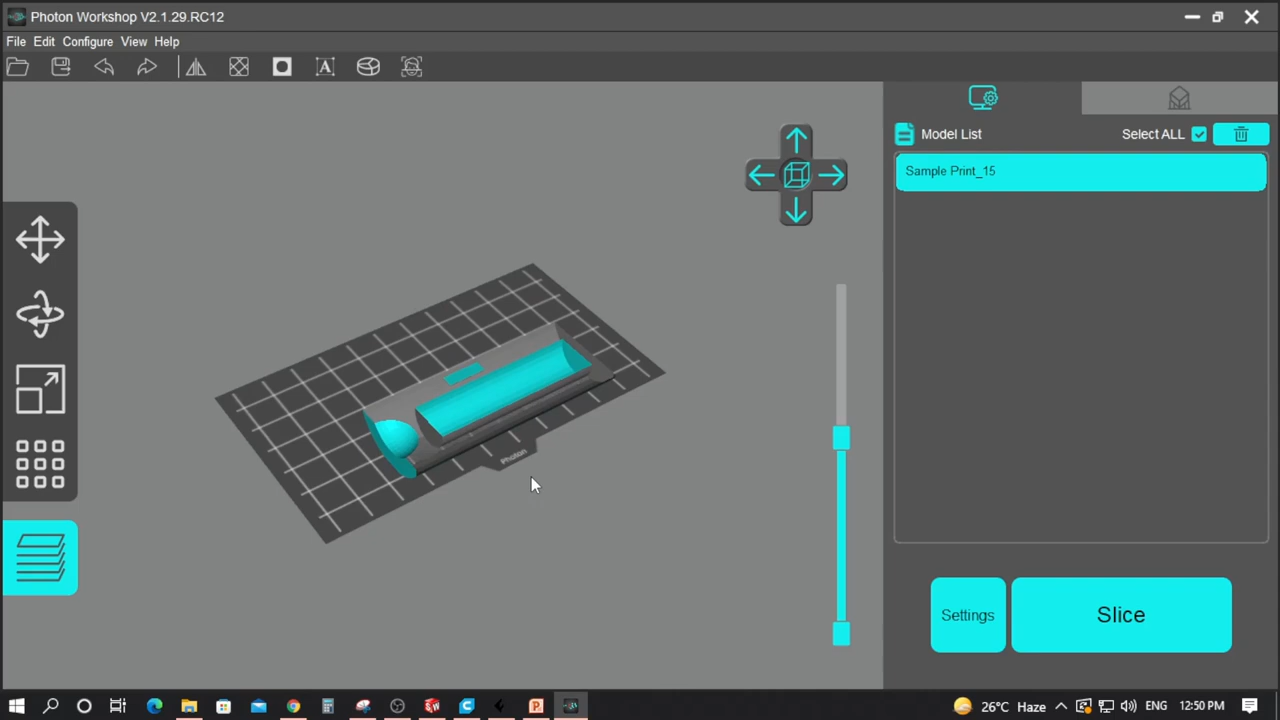 Photon Workshop V2.1.29.RC12
File Edit Configure View Help
A
Model List Select ALL
Sample Print_15
Photon
Settings Slice
26°C Haze ENG 12:50 PM